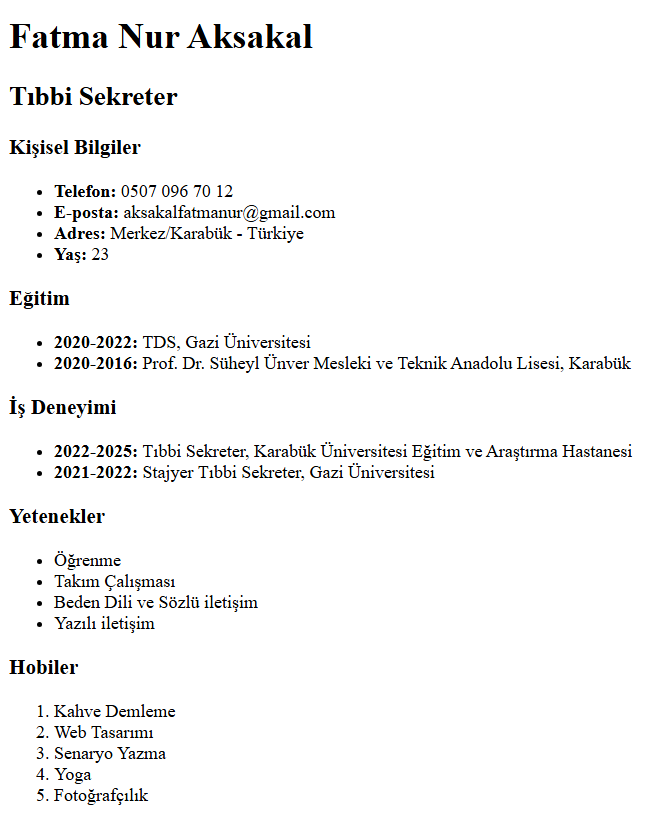 Fatma Nur Aksakal
Tıbbi Sekreter
Kişisel Bilgiler
• Telefon: 0507 096 70 12
• E-posta: aksakalfatmanur@gmail.com
• Adres: Merkez/Karabük - Türkiye
• Yaş: 23
Eğitim
• 2020-2022: TDS, Gazi Üniversitesi
• 2020-2016: Prof. Dr. Süheyl Ünver Mesleki ve Teknik Anadolu Lisesi, Karabük
İş Deneyimi
• 2022-2025: Tıbbi Sekreter, Karabük Üniversitesi Eğitim ve Araştırma Hastanesi
• 2021-2022: Stajyer Tıbbi Sekreter, Gazi Üniversitesi
Yetenekler
• Öğrenme
• Takım Çalışması
• Beden Dili ve Sözlü iletişim
• Yazılı iletişim
Hobiler
1. Kahve Demleme
2. Web Tasarımı
3. Senaryo Yazma
4. Yoga
5. Fotoğrafçılık